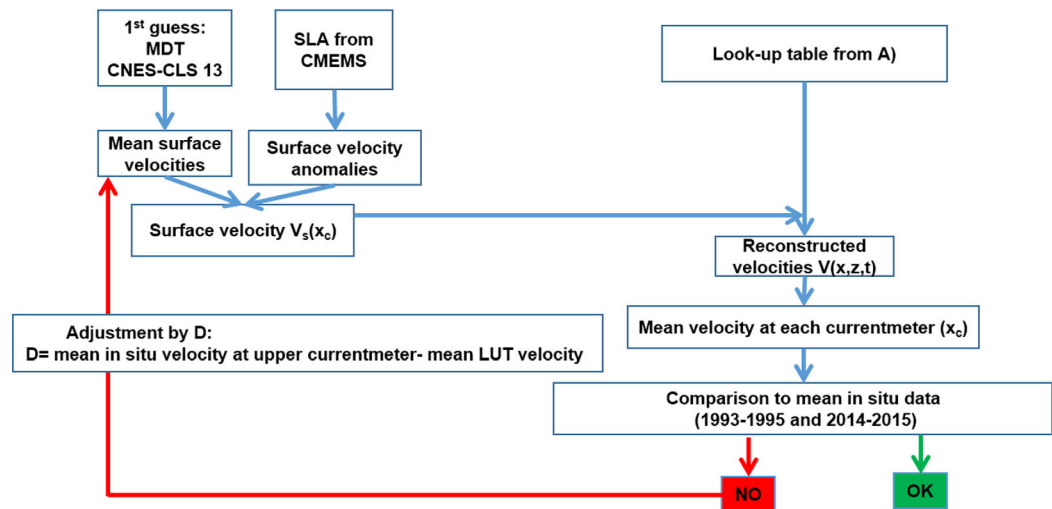 1st guess:
MDT
CNES-CLS 13
SLA from
CMEMS
Look-up table from A)
Mean surface
velocities
Surface velocity
anomalies
Surface velocity Vs(xc)
Reconstructed
velocities V(x,z,t)
Adjustment by D:
D= mean in situ velocity at upper currentmeter- mean LUT velocity
Mean velocity at each currentmeter (xc)
Comparison to mean in situ data
(1993-1995 and 2014-2015)
NO
OK